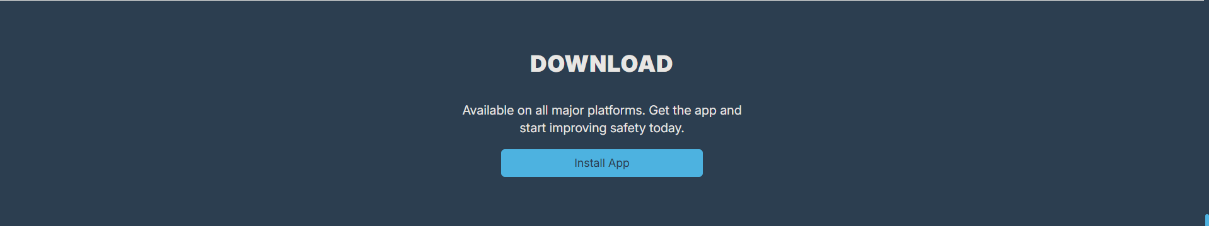 DOWNLOAD
Available on all major platforms. Get the app and
start improving safety today.
Install App